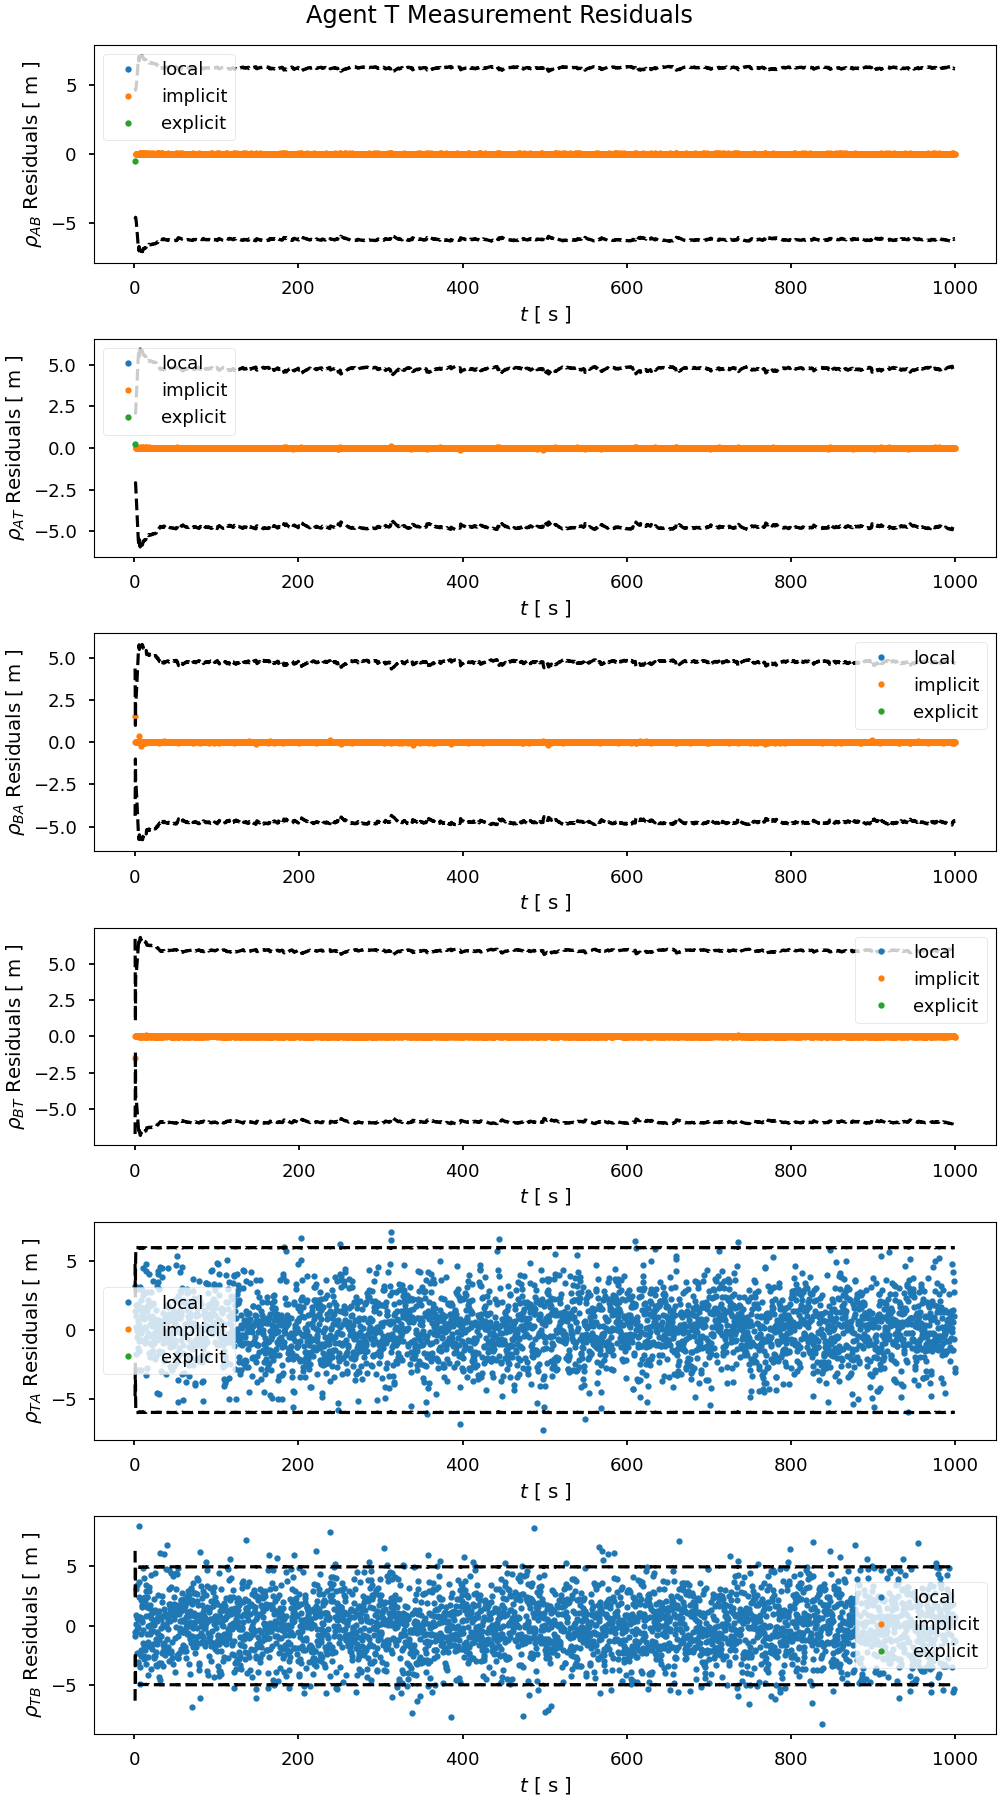 Agent T Measurement Residuals
ρ_AB Residuals [ m ]
5
0
−5
local
implicit
explicit
0 200 400 600 800 1000
t [ s ]
ρ_AT Residuals [ m ]
5.0
2.5
0.0
−2.5
−5.0
local
implicit
explicit
0 200 400 600 800 1000
t [ s ]
ρ_BA Residuals [ m ]
5.0
2.5
0.0
−2.5
−5.0
local
implicit
explicit
0 200 400 600 800 1000
t [ s ]
ρ_BT Residuals [ m ]
5.0
2.5
0.0
−2.5
−5.0
local
implicit
explicit
0 200 400 600 800 1000
t [ s ]
ρ_TA Residuals [ m ]
5
0
−5
local
implicit
explicit
0 200 400 600 800 1000
t [ s ]
ρ_TB Residuals [ m ]
5
0
−5
local
implicit
explicit
0 200 400 600 800 1000
t [ s ]